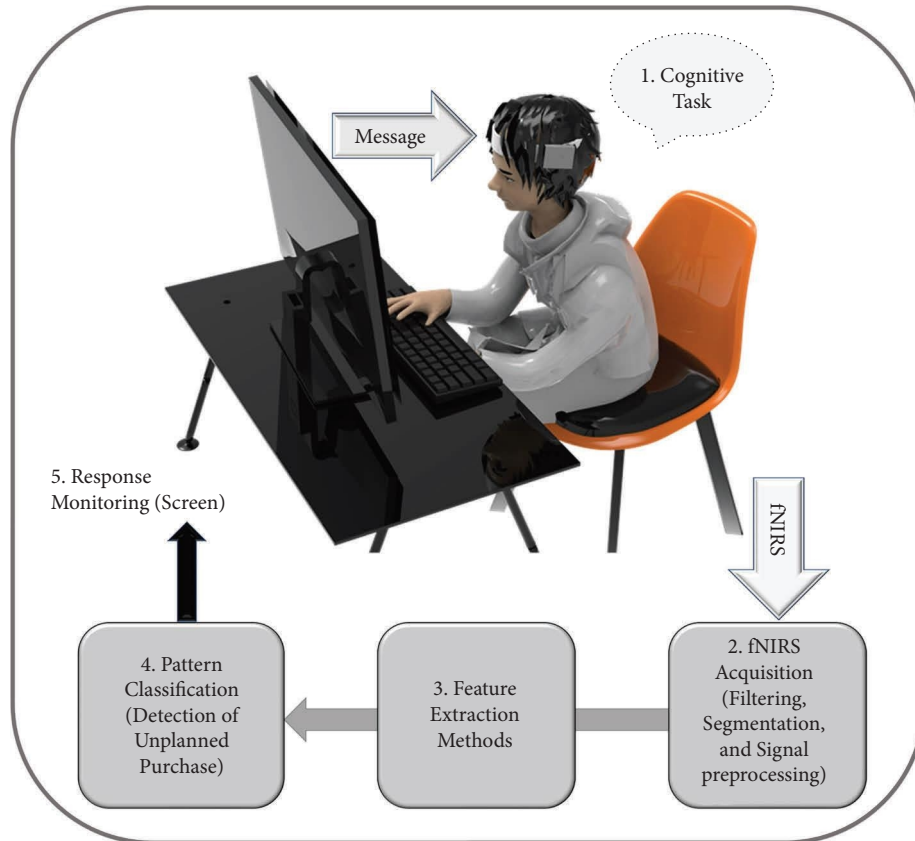 1. Cognitive
Task
Message
5. Response
Monitoring (Screen)
fNIRS
2. fNIRS
Acquisition
(Filtering,
Segmentation,
and Signal
preprocessing)
3. Feature
Extraction
Methods
4. Pattern
Classification
(Detection of
Unplanned
Purchase)